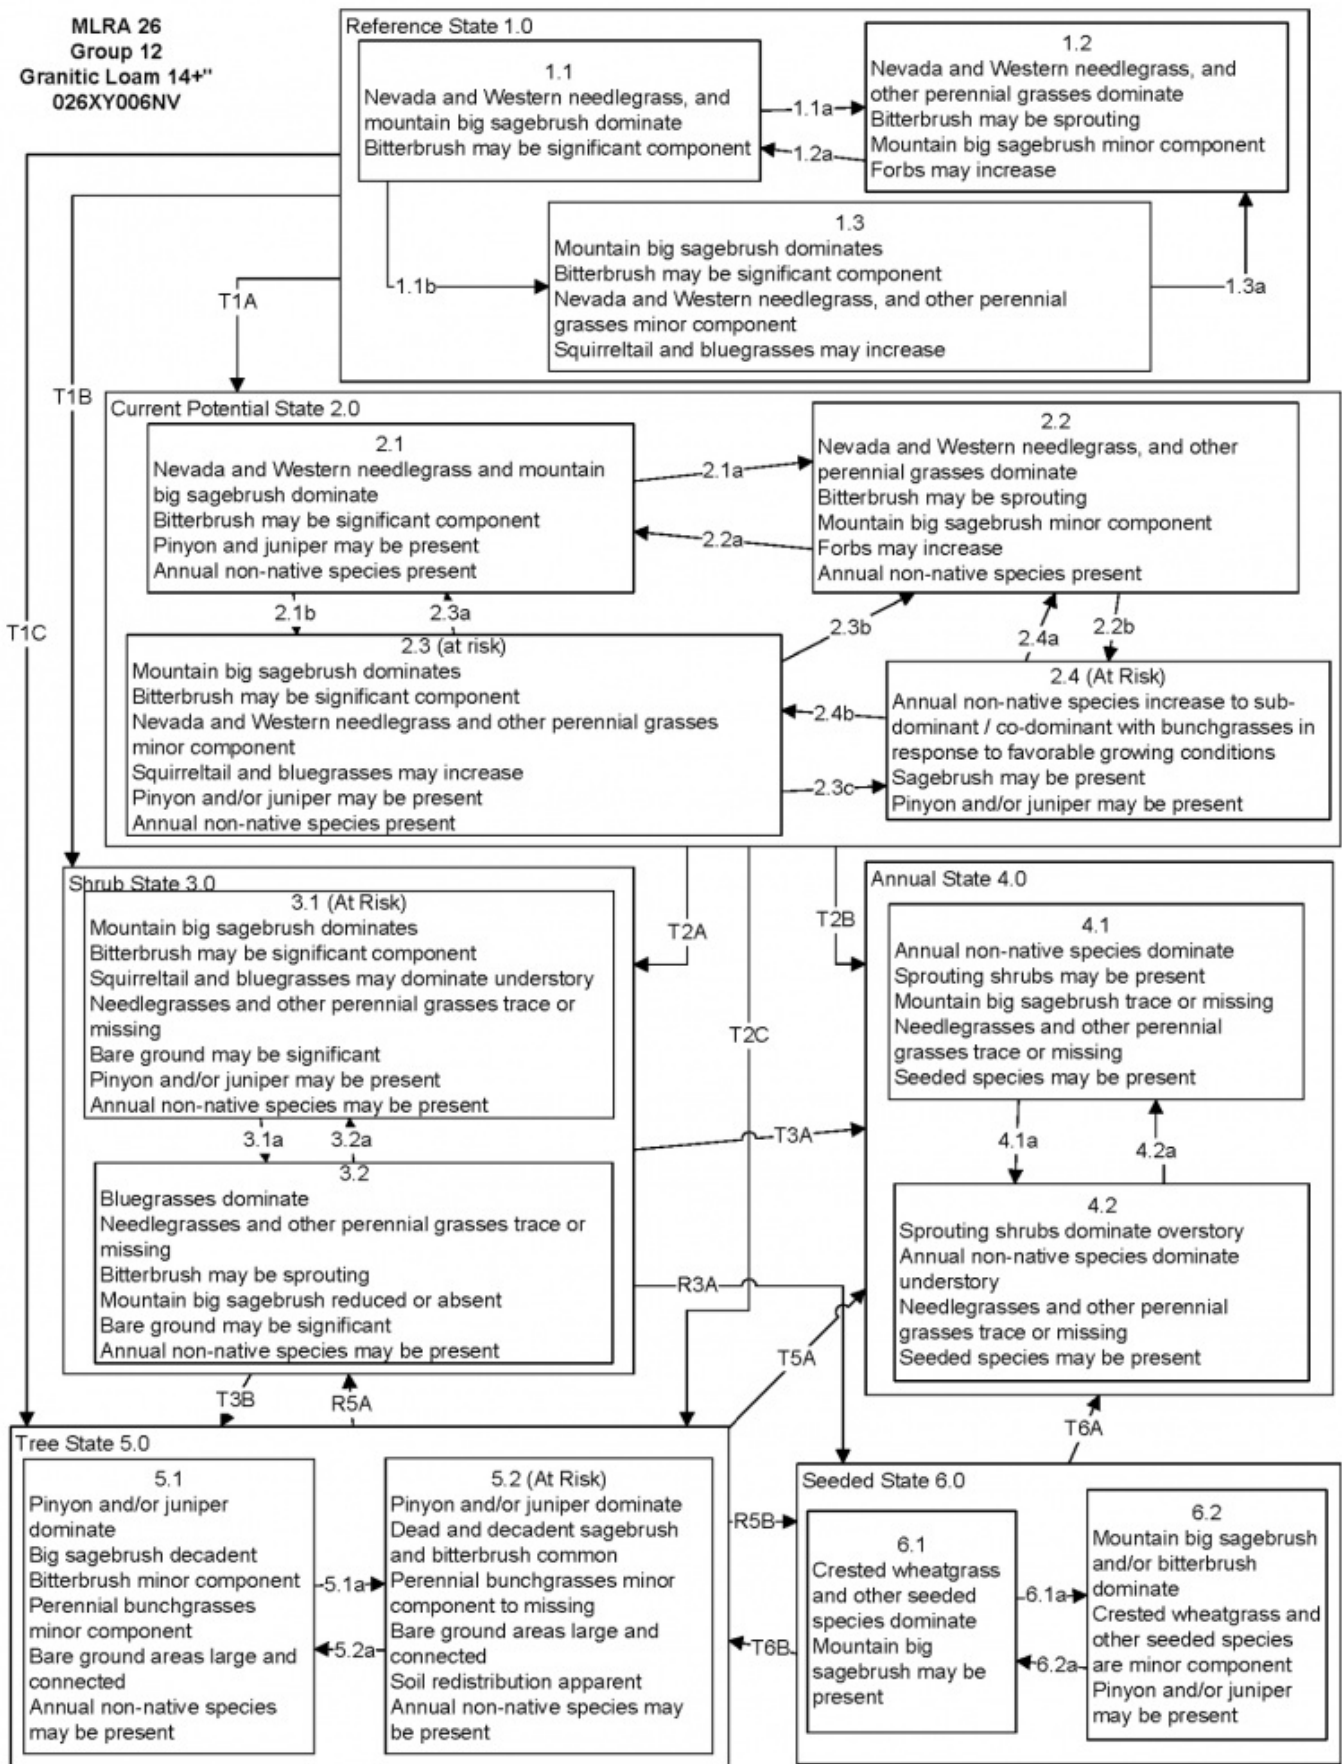 MLRA 26
Group 12
Granitic Loam 14+"
026XY006NV
Reference State 1.0
1.1
Nevada and Western needlegrass, and
mountain big sagebrush dominate
Bitterbrush may be significant component
1.1a
1.2a
1.2
Nevada and Western needlegrass, and
other perennial grasses dominate
Bitterbrush may be sprouting
Mountain big sagebrush minor component
Forbs may increase
1.3
Mountain big sagebrush dominates
Bitterbrush may be significant component
Nevada and Western needlegrass, and other perennial
grasses minor component
Squirreltail and bluegrasses may increase
1.1b
1.3a
T1A
T1B
T1C
Current Potential State 2.0
2.1
Nevada and Western needlegrass and mountain
big sagebrush dominate
Bitterbrush may be significant component
Pinyon and juniper may be present
Annual non-native species present
2.1a
2.2a
2.2
Nevada and Western needlegrass, and other
perennial grasses dominate
Bitterbrush may be sprouting
Mountain big sagebrush minor component
Forbs may increase
Annual non-native species present
2.1b
2.3a
2.3b
2.4a
2.2b
2.3 (at risk)
Mountain big sagebrush dominates
Bitterbrush may be significant component
Nevada and Western needlegrass and other perennial grasses
minor component
Squirreltail and bluegrasses may increase
Pinyon and/or juniper may be present
Annual non-native species present
2.4b
2.3c
2.4 (At Risk)
Annual non-native species increase to sub-
dominant / co-dominant with bunchgrasses in
response to favorable growing conditions
Sagebrush may be present
Pinyon and/or juniper may be present
T2A
T2B
T2C
Shrub State 3.0
3.1 (At Risk)
Mountain big sagebrush dominates
Bitterbrush may be significant component
Squirreltail and bluegrasses may dominate understory
Needlegrasses and other perennial grasses trace or
missing
Bare ground may be significant
Pinyon and/or juniper may be present
Annual non-native species may be present
3.1a
3.2a
3.2
Bluegrasses dominate
Needlegrasses and other perennial grasses trace or
missing
Bitterbrush may be sprouting
Mountain big sagebrush reduced or absent
Bare ground may be significant
Annual non-native species may be present
T3A
R3A
Annual State 4.0
4.1
Annual non-native species dominate
Sprouting shrubs may be present
Mountain big sagebrush trace or missing
Needlegrasses and other perennial
grasses trace or missing
Seeded species may be present
4.1a
4.2a
4.2
Sprouting shrubs dominate overstory
Annual non-native species dominate
understory
Needlegrasses and other perennial
grasses trace or missing
Seeded species may be present
T3B
R5A
T5A
T6A
Tree State 5.0
5.1
Pinyon and/or juniper
dominate
Big sagebrush decadent
Bitterbrush minor component
Perennial bunchgrasses
minor component
Bare ground areas large and
connected
Annual non-native species
may be present
5.1a
5.2a
5.2 (At Risk)
Pinyon and/or juniper dominate
Dead and decadent sagebrush
and bitterbrush common
Perennial bunchgrasses minor
component to missing
Bare ground areas large and
connected
Soil redistribution apparent
Annual non-native species may
be present
R5B
T6B
Seeded State 6.0
6.1
Crested wheatgrass
and other seeded
species dominate
Mountain big
sagebrush may be
present
6.1a
6.2a
6.2
Mountain big sagebrush
and/or bitterbrush
dominate
Crested wheatgrass and
other seeded species
are minor component
Pinyon and/or juniper
may be present